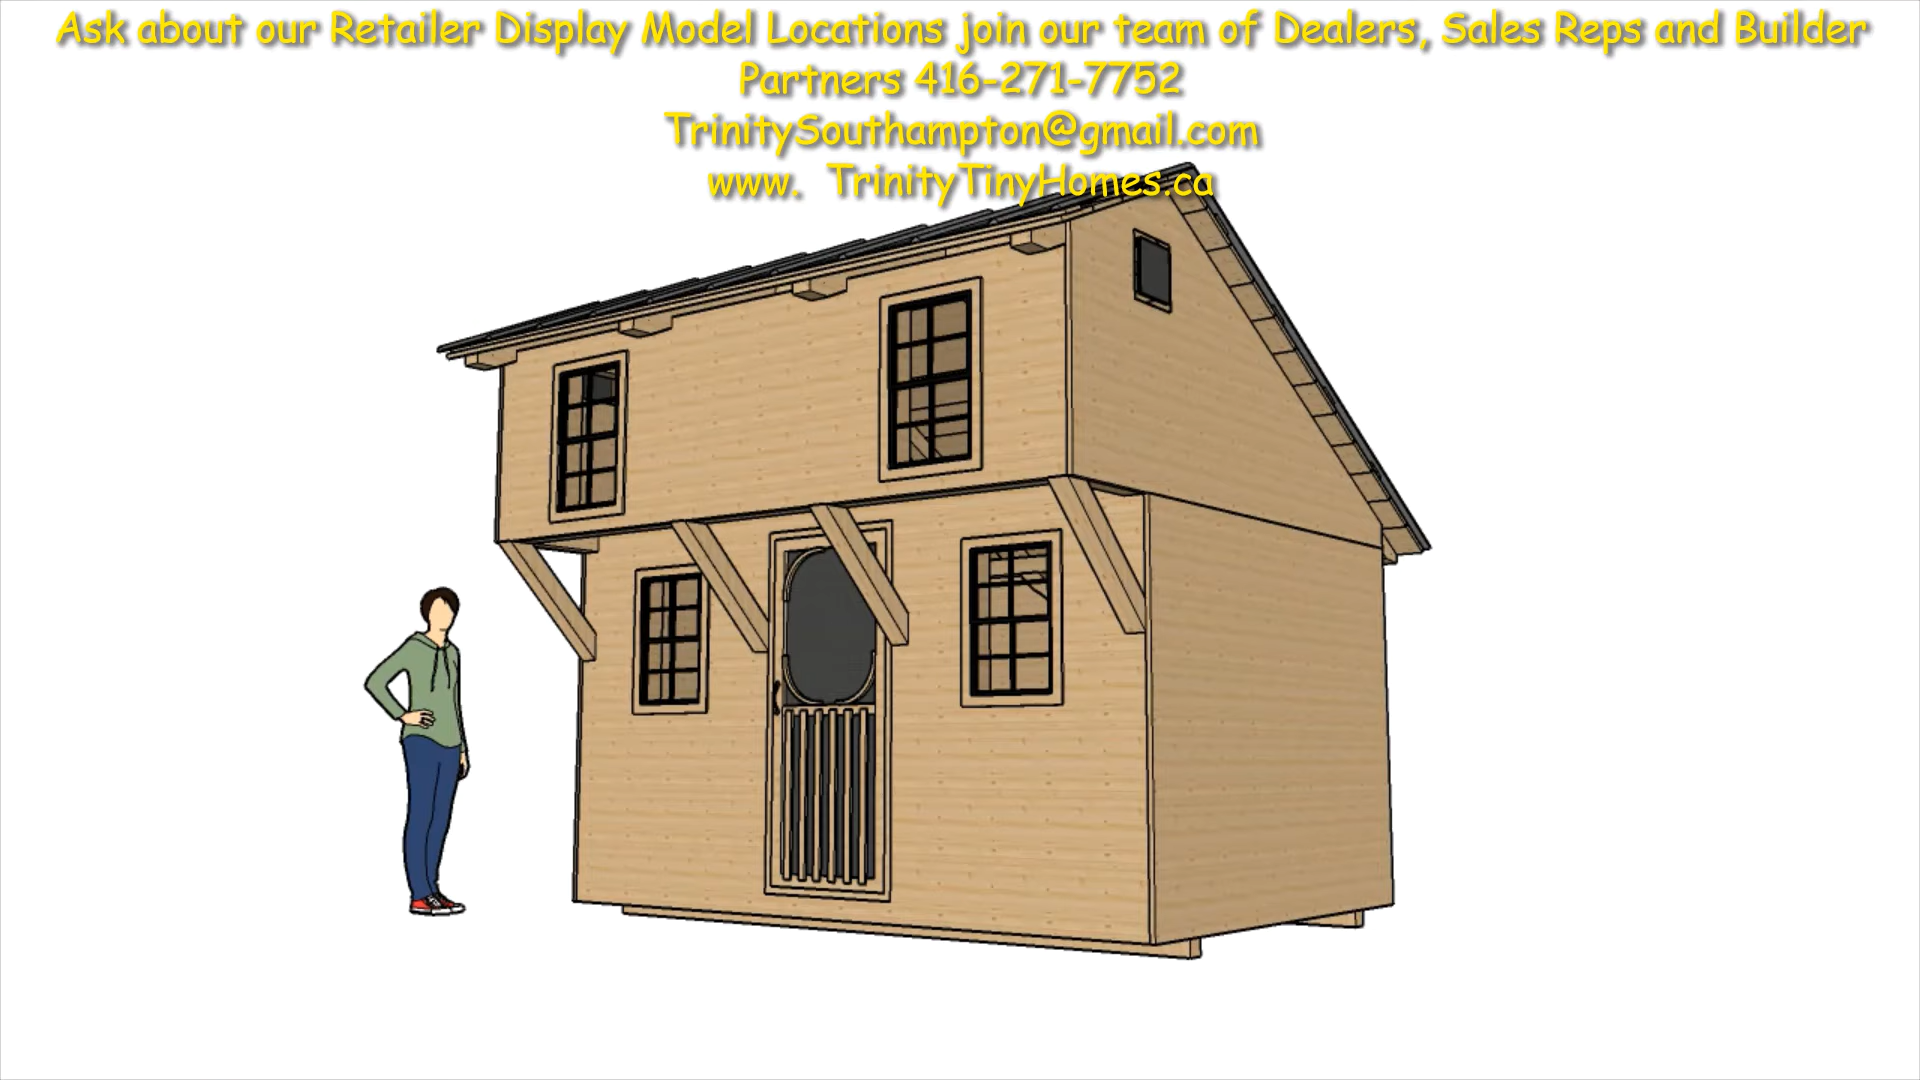 Ask about our Retailer Display Model Locations join our team of Dealers, Sales Reps and Builder
Partners 416-271-7752
TrinitySouthampton@gmail.com
www.  TrinityTinyHomes.ca